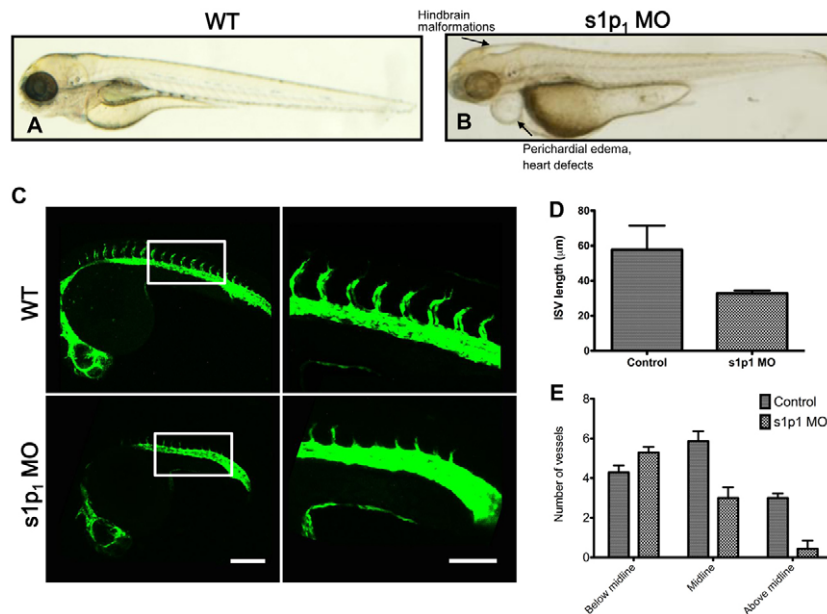 WT
s1p₁ MO
Hindbrain
malformations
A
B
Perichardial edema,
heart defects
C
WT
s1p₁ MO
D
ISV length (µm)
80
60
40
20
0
Control
s1p1 MO
E
Control
s1p1 MO
Number of vessels
8
6
4
2
0
Below midline
Midline
Above midline